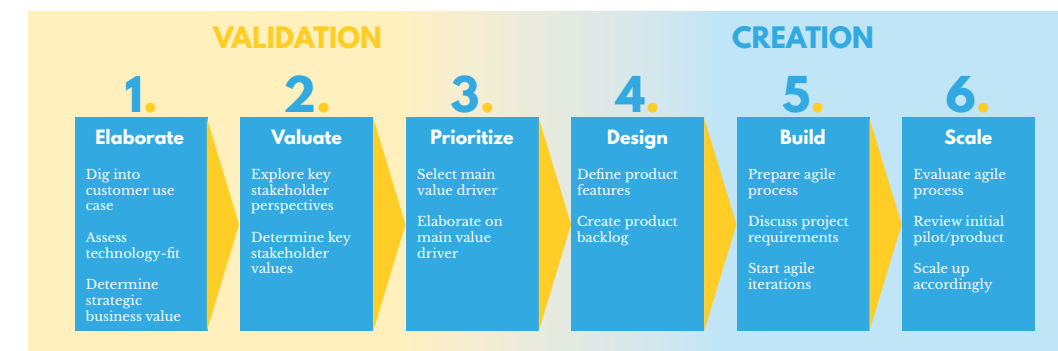 VALIDATION
CREATION
1.
Elaborate
Dig into
customer use
case
Assess
technology-fit
Determine
strategic
business value
2.
Valuate
Explore key
stakeholder
perspectives
Determine key
stakeholder
values
3.
Prioritize
Select main
value driver
Elaborate on
main value
driver
4.
Design
Define product
features
Create product
backlog
5.
Build
Prepare agile
process
Discuss project
requirements
Start agile
iterations
6.
Scale
Evaluate agile
process
Review initial
pilot/product
Scale up
accordingly